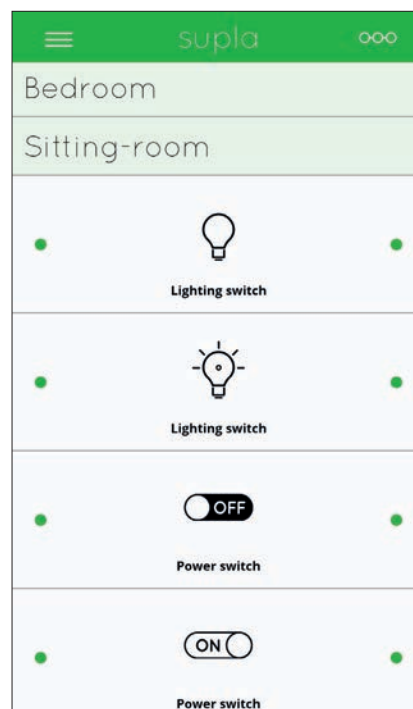 supla
Bedroom
Sitting-room
Lighting switch
Lighting switch
OFF
Power switch
ON
Power switch